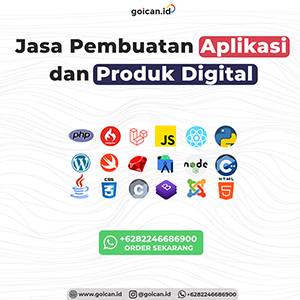 goican.id
Jasa Pembuatan Aplikasi
dan Produk Digital
php
JS
node
Java
CSS
HTML
+6282246686900
ORDER SEKARANG
www.goican.id
@goican.id
+6282246686900